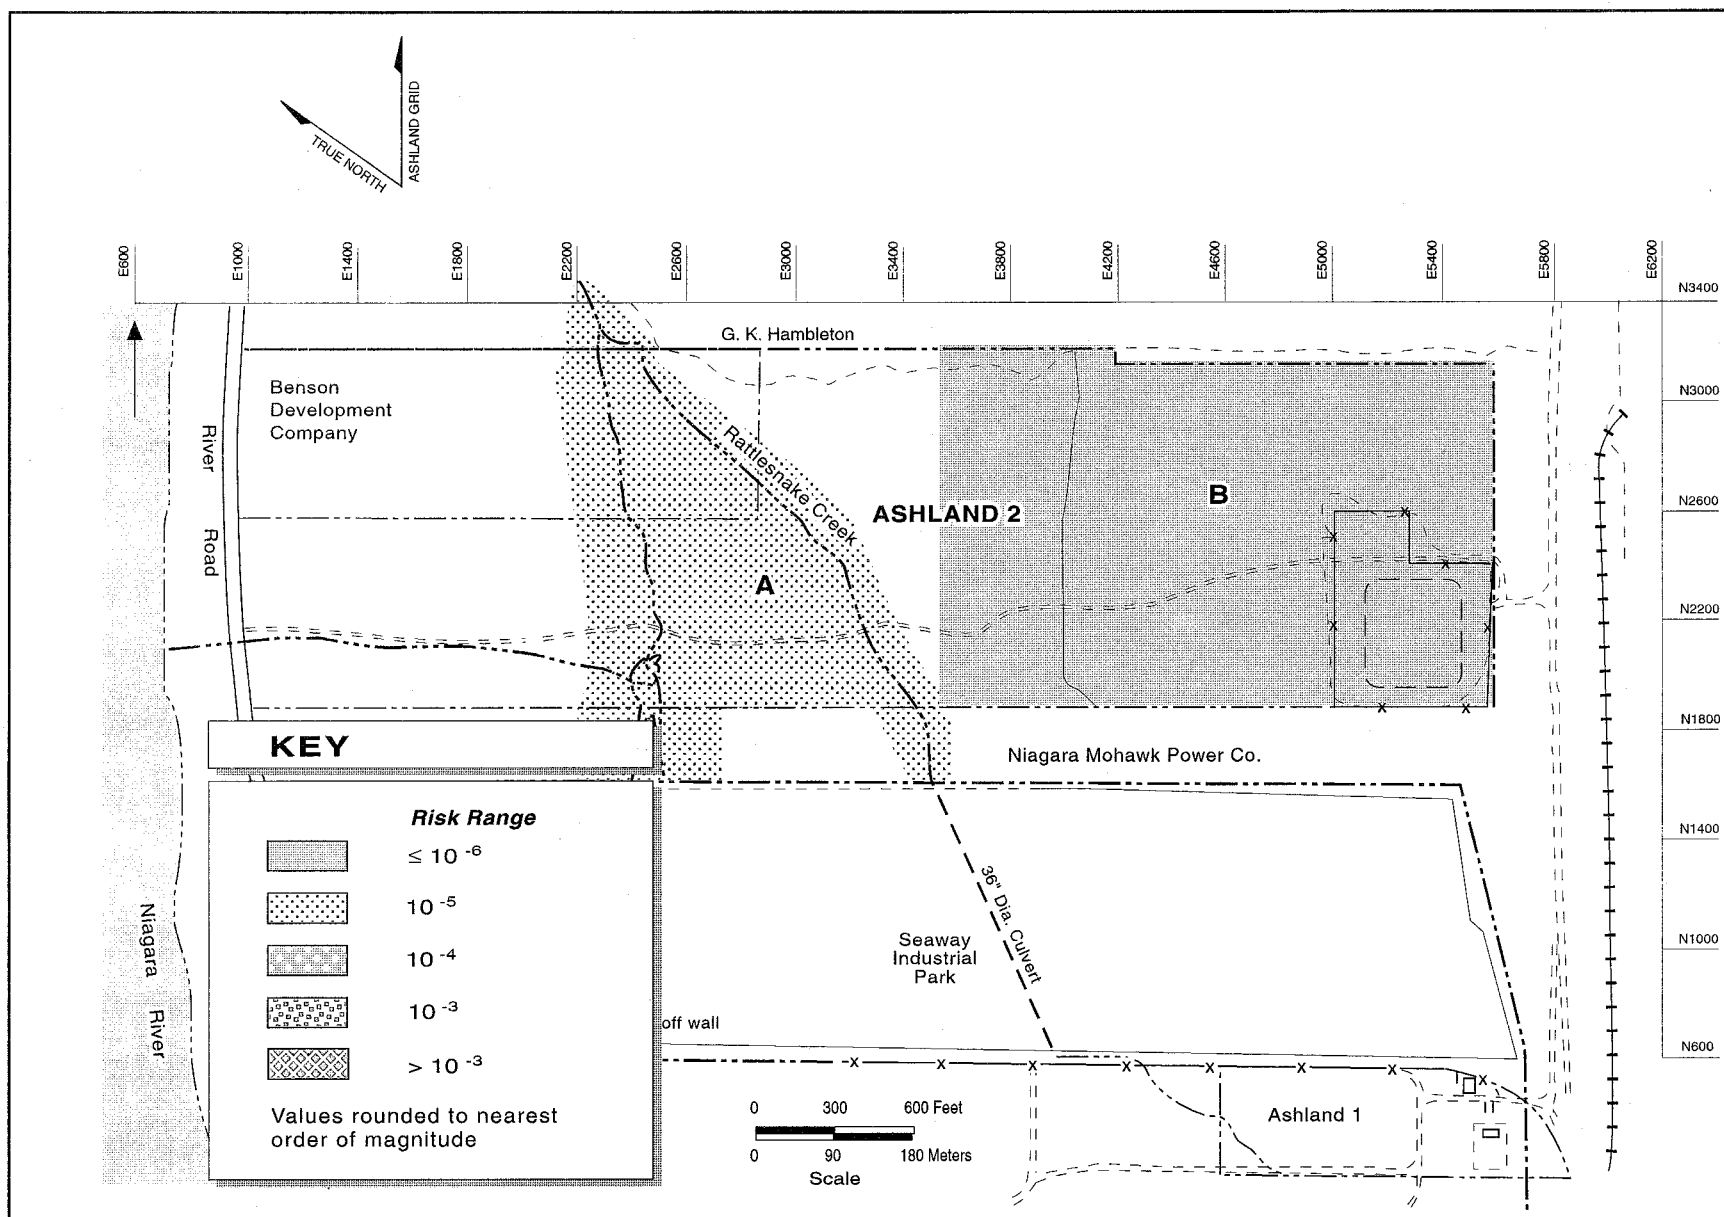 TRUE NORTH
ASHLAND GRID
E600
E1000
E1400
E1800
E2200
E2600
E3000
E3400
E3800
E4200
E4600
E5000
E5400
E5800
E6200
N3400
G. K. Hambleton
Benson
Development
Company
N3000
River Road
Rattlesnake Creek
B
ASHLAND 2
N2600
A
N2200
N1800
KEY
Niagara Mohawk Power Co.
Risk Range
≤ 10 -6
10 -5
10 -4
10 -3
> 10 -3
Values rounded to nearest
order of magnitude
N1400
36" Dia. Culvert
Niagara River
Seaway
Industrial
Park
N1000
off wall
N600
0 300 600 Feet
0 90 180 Meters
Scale
Ashland 1